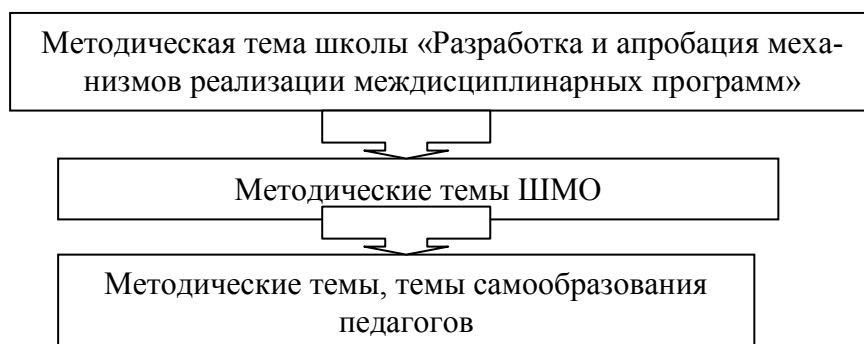 Методическая тема школы «Разработка и апробация меха-
низмов реализации междисциплинарных программ»
Методические темы ШМО
Методические темы, темы самообразования
педагогов